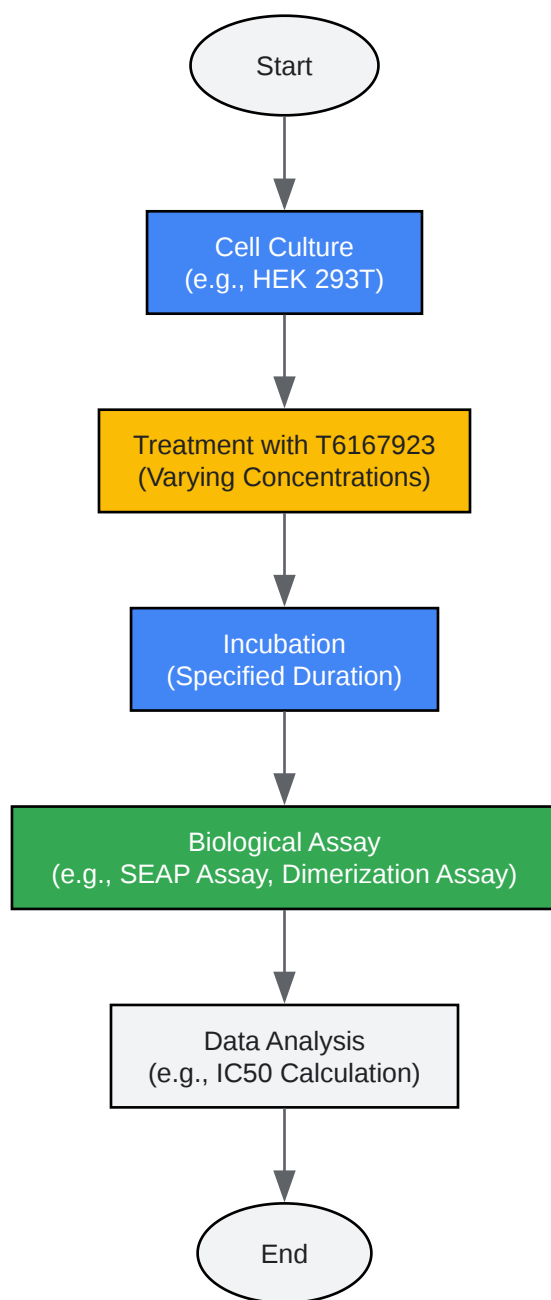 Start
Cell Culture
(e.g., HEK 293T)
Treatment with T6167923
(Varying Concentrations)
Incubation
(Specified Duration)
Biological Assay
(e.g., SEAP Assay, Dimerization Assay)
Data Analysis
(e.g., IC50 Calculation)
End